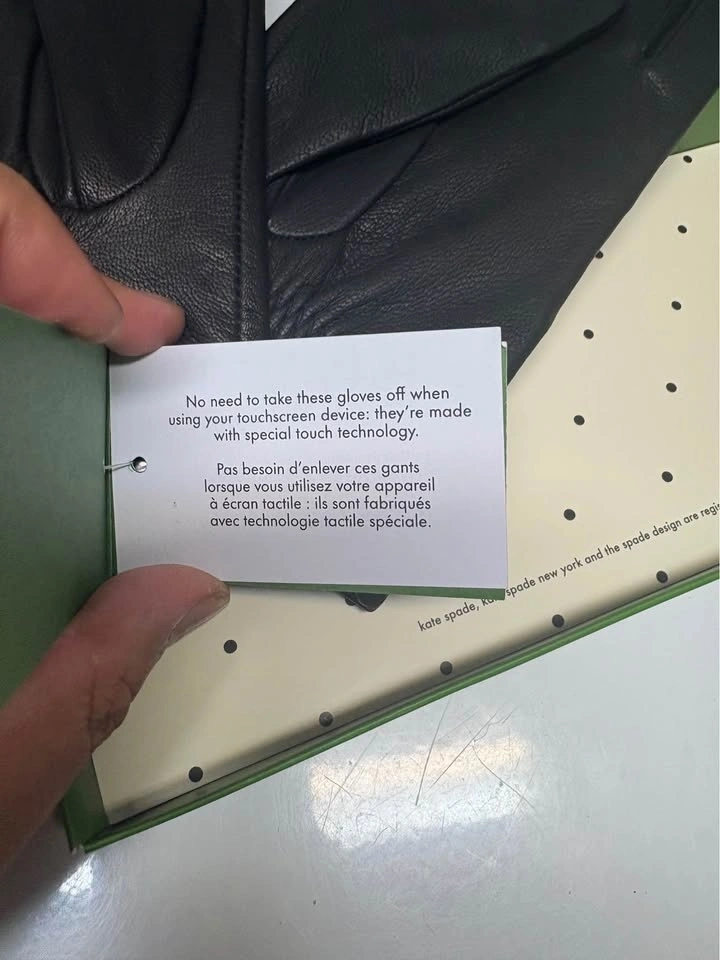 No need to take these gloves off when
using your touchscreen device: they're made
with special touch technology.
Pas besoin d'enlever ces gants
lorsque vous utilisez votre appareil
à écran tactile : ils sont fabriqués
avec technologie tactile spéciale.
kate spade, spade new york and the spade design are